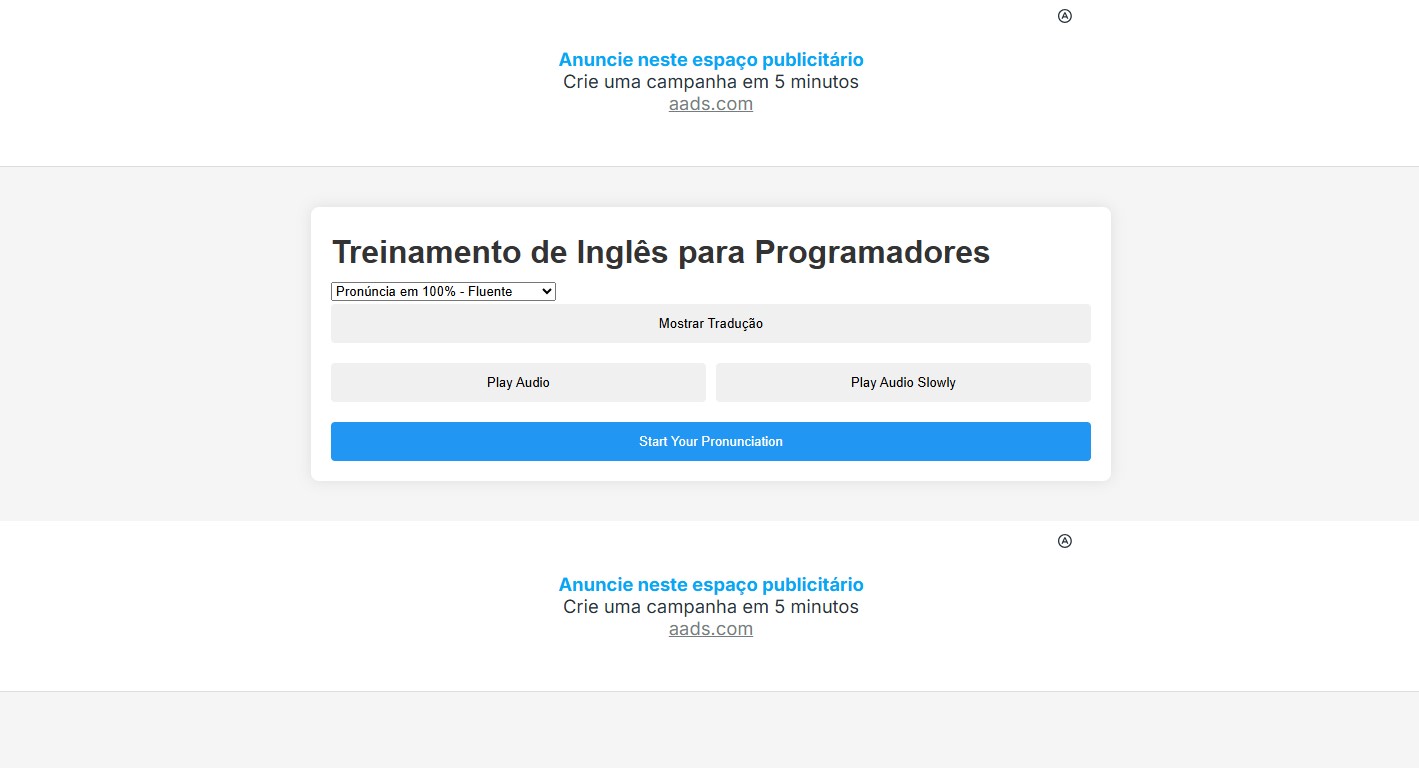 Anuncie neste espaço publicitário
Crie uma campanha em 5 minutos
aads.com
Treinamento de Inglês para Programadores
Pronúncia em 100% - Fluente
Mostrar Tradução
Play Audio Play Audio Slowly
Start Your Pronunciation
Anuncie neste espaço publicitário
Crie uma campanha em 5 minutos
aads.com